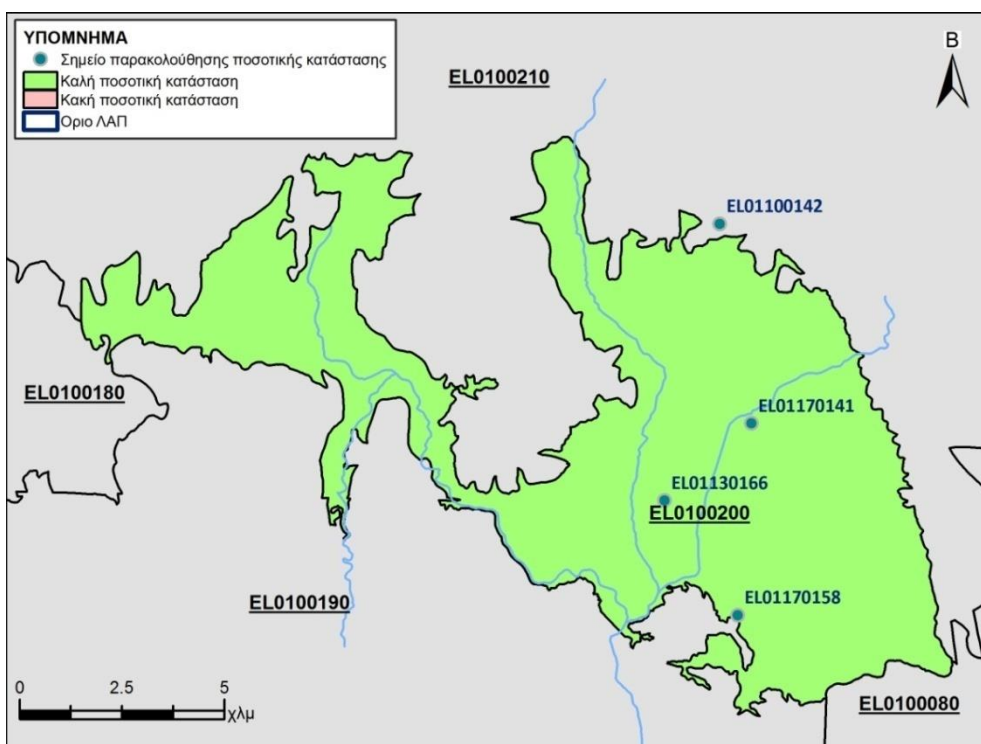 ΥΠΟΜΝΗΜΑ
Σημείο παρακολούθησης ποσοτικής κατάστασης
Καλή ποσοτική κατάσταση
Κακή ποσοτική κατάσταση
Οριο ΛΑΠ
Β
EL0100210
EL01100142
EL0100180
EL01170141
EL01130166
EL0100200
EL0100190
EL01170158
EL0100080
0 2.5 5
χλμ